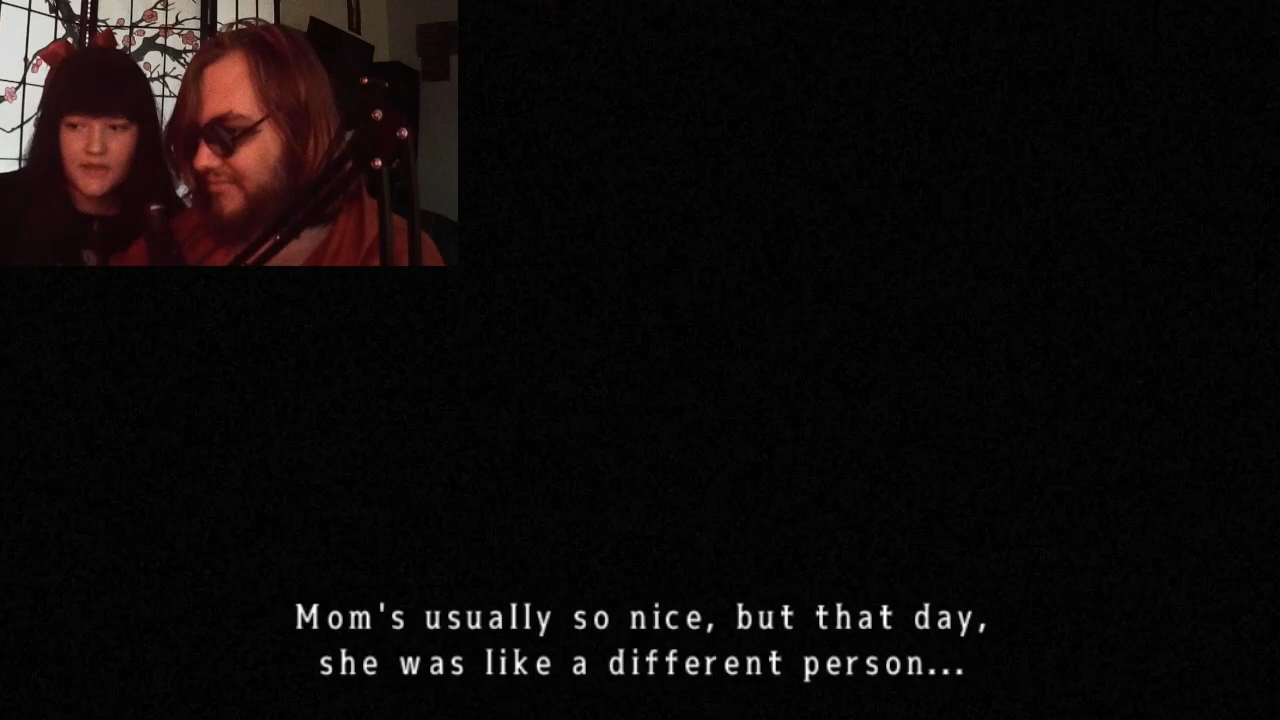 Mom's usually so nice, but that day,
she was like a different person...